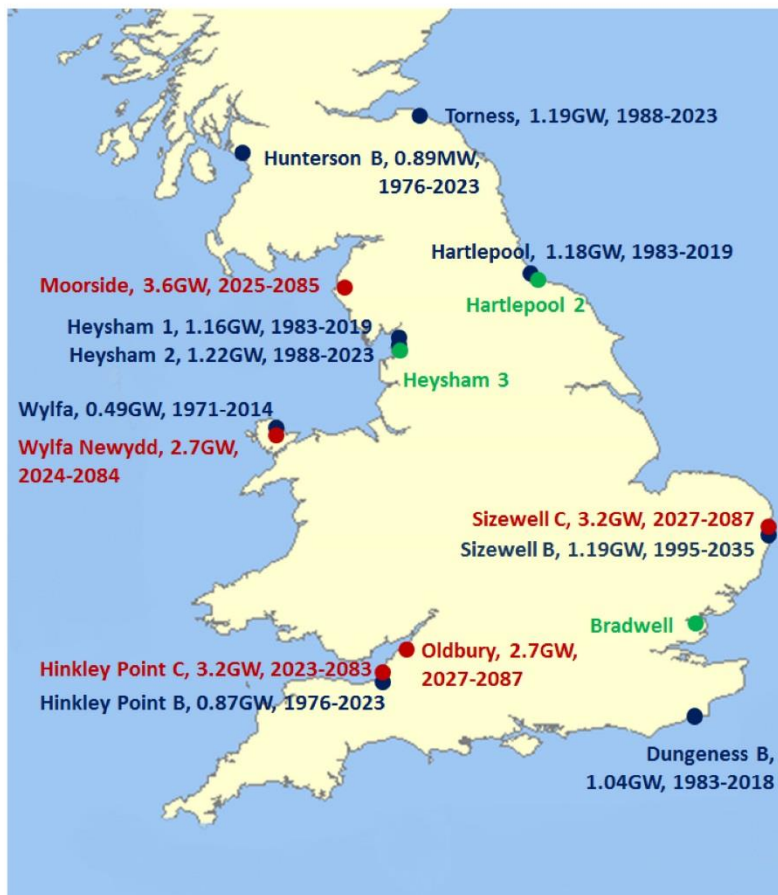 Torness, 1.19GW, 1988-2023
Hunterson B, 0.89MW,
1976-2023
Hartlepool, 1.18GW, 1983-2019
Hartlepool 2
Moorside, 3.6GW, 2025-2085
Heysham 1, 1.16GW, 1983-2019
Heysham 2, 1.22GW, 1988-2023
Heysham 3
Wylfa, 0.49GW, 1971-2014
Wylfa Newydd, 2.7GW,
2024-2084
Sizewell C, 3.2GW, 2027-2087
Sizewell B, 1.19GW, 1995-2035
Bradwell
Oldbury, 2.7GW,
2027-2087
Hinkley Point C, 3.2GW, 2023-2083
Hinkley Point B, 0.87GW, 1976-2023
Dungeness B,
1.04GW, 1983-2018